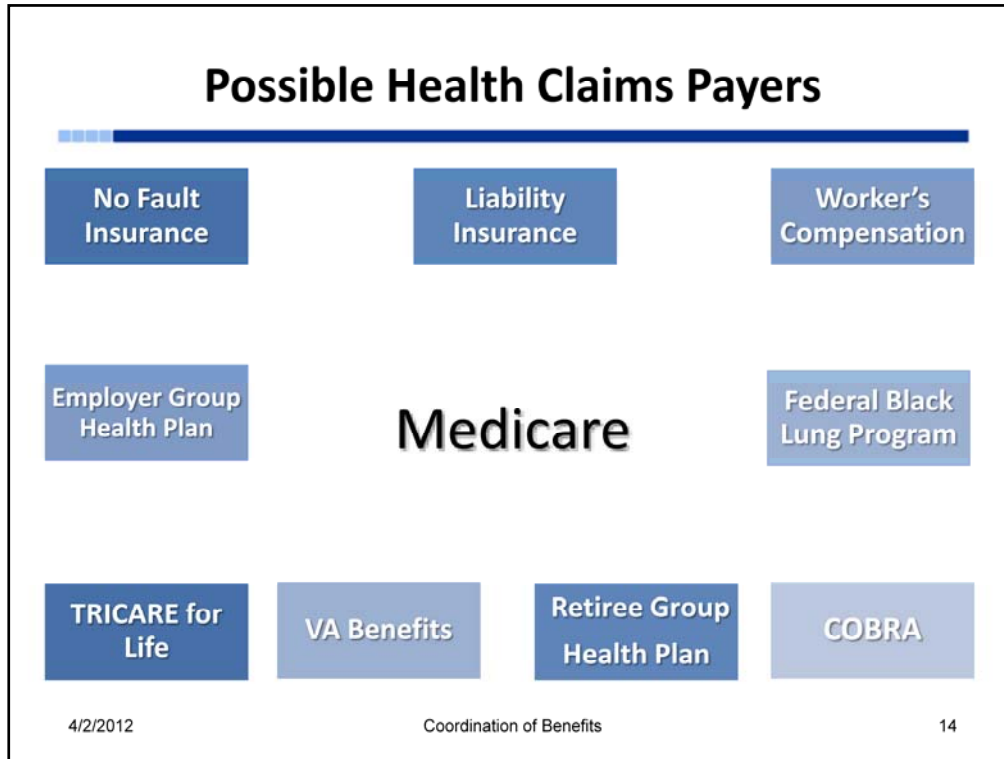 Possible Health Claims Payers
No Fault
Insurance
Liability
Insurance
Worker’s
Compensation
Employer Group
Health Plan
Medicare
Federal Black
Lung Program
TRICARE for
Life
VA Benefits
Retiree Group
Health Plan
COBRA
4/2/2012
Coordination of Benefits
14